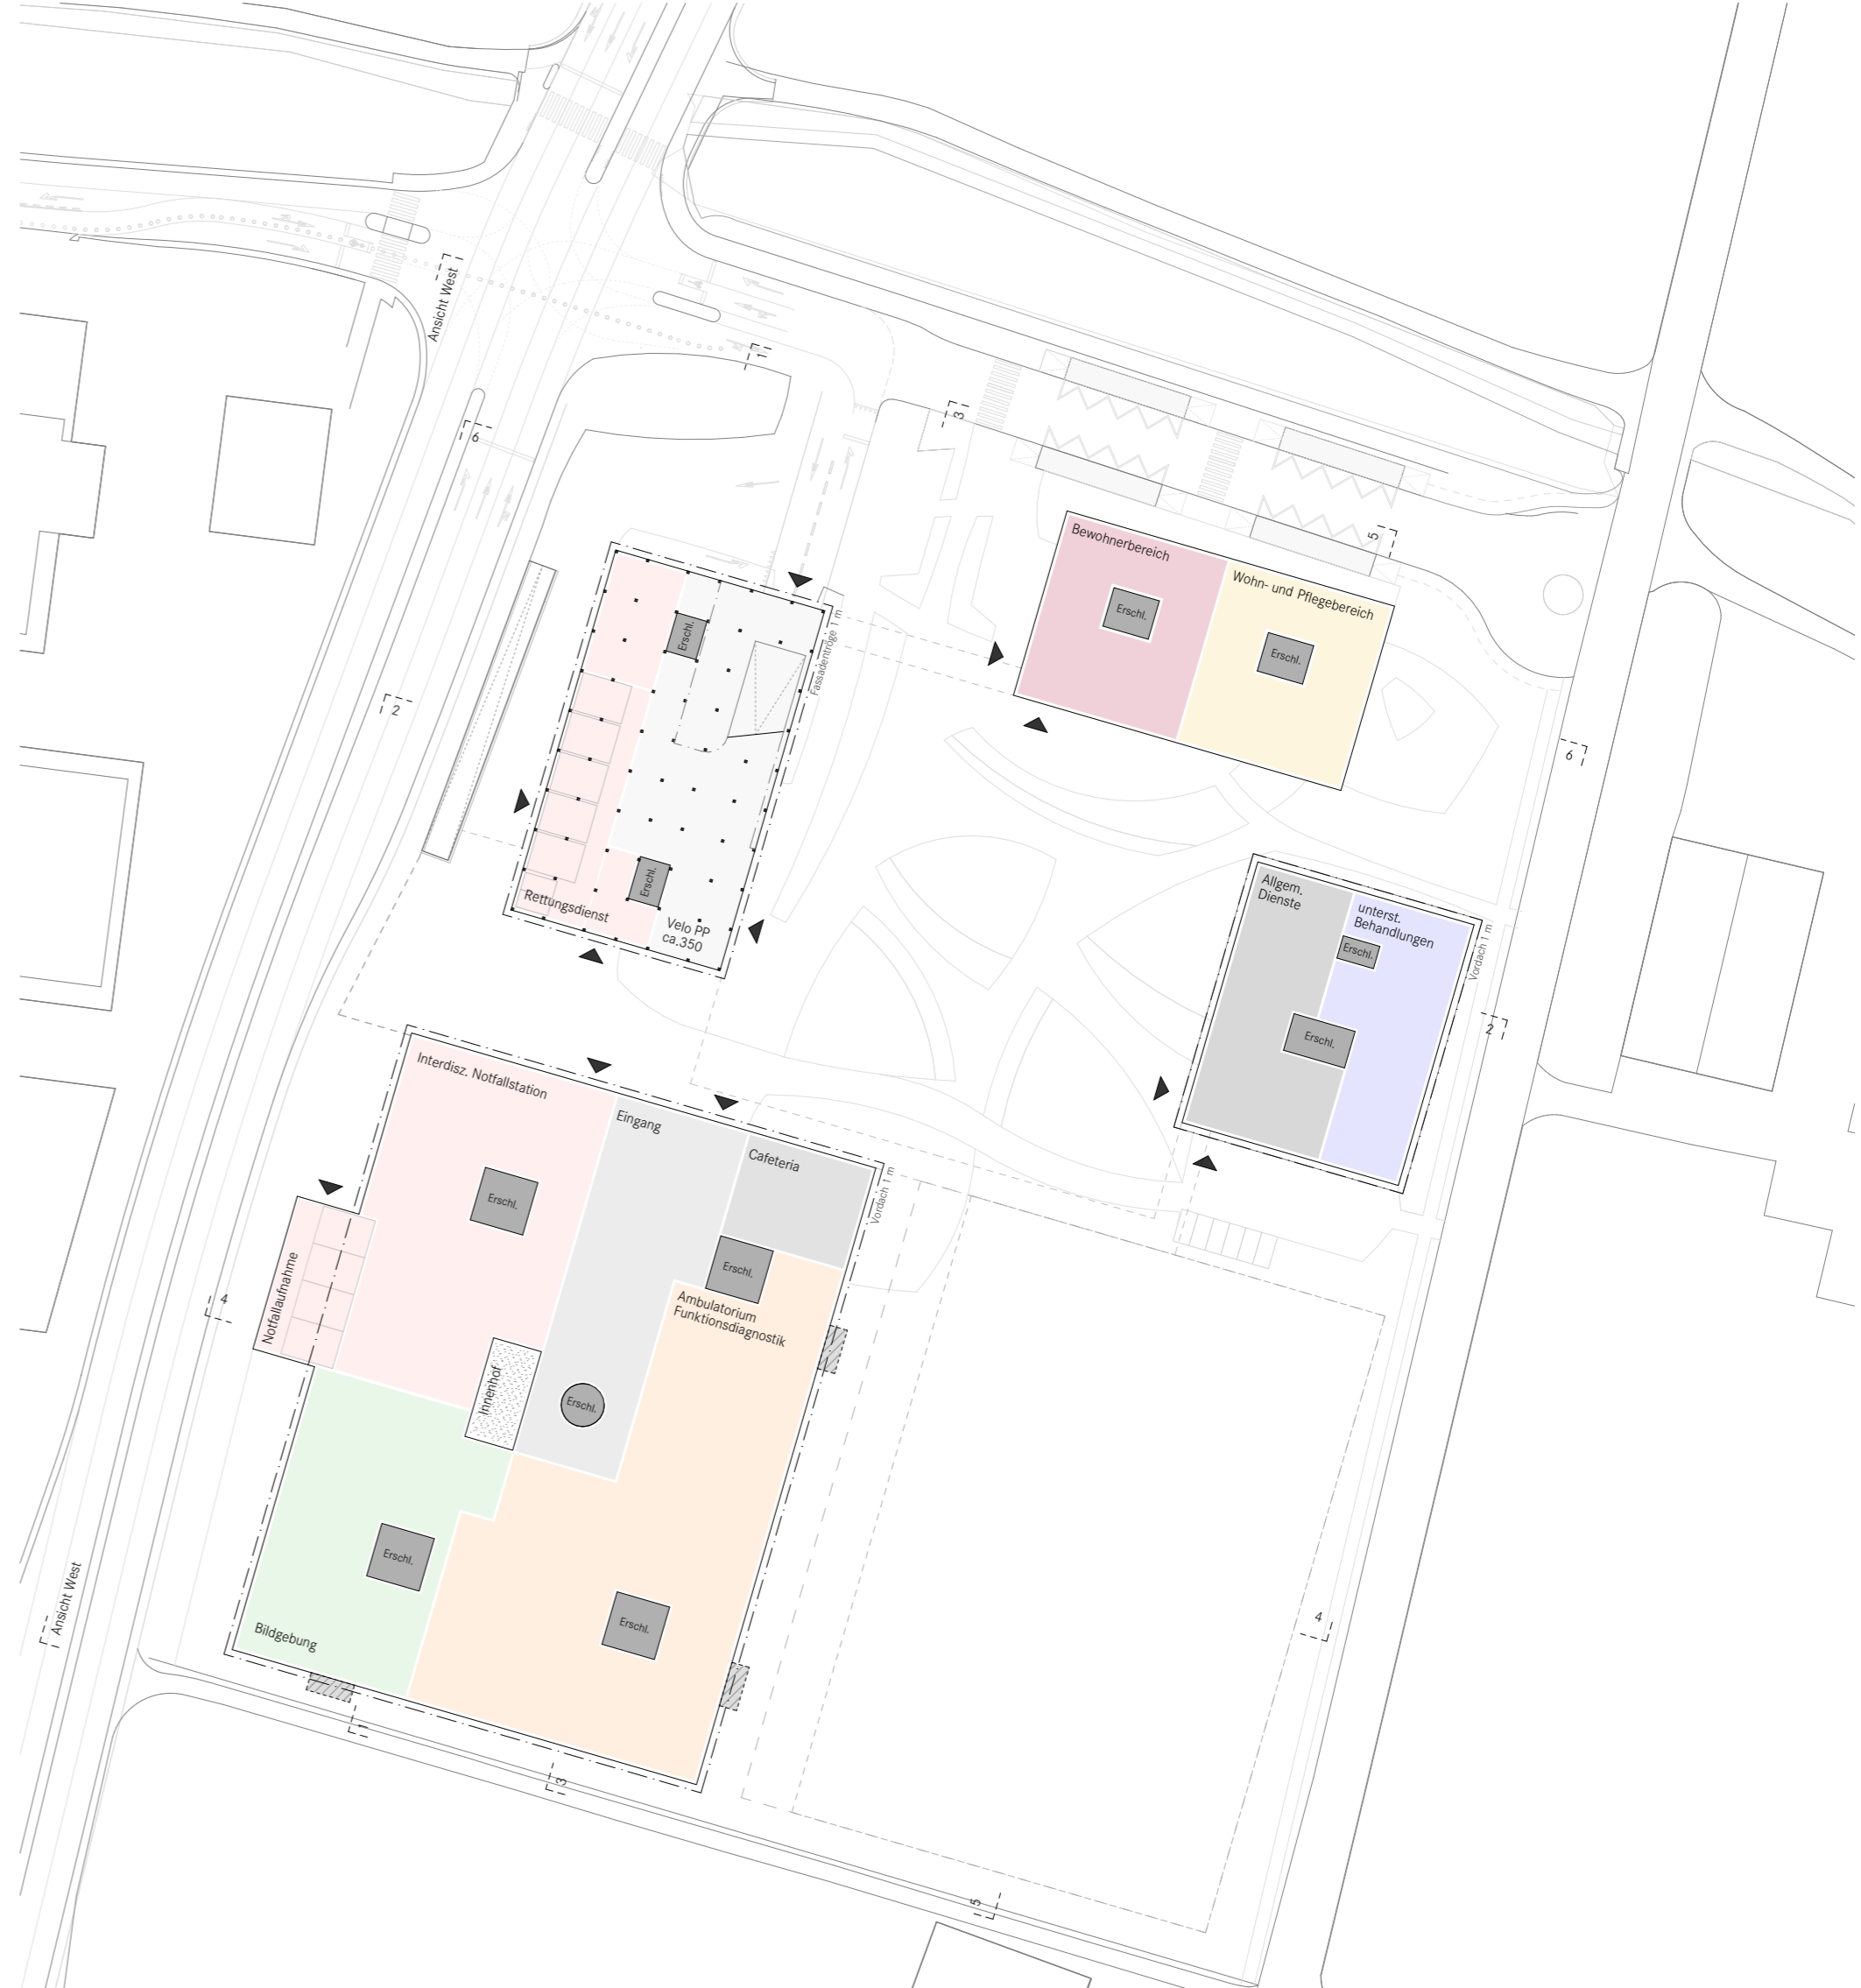 Ansicht West
1
6
3
5
Bewohnerbereich
Wohn- und Pflegebereich
Erschl.
Erschl.
Erschl.
Fassadentröge 1 m
2
6
Erschl.
Rettungsdienst
Velo PP
ca.350
Allgem.
Dienste
unterst.
Behandlungen
Erschl.
Vordach 1 m
Erschl.
2
Interdisz. Notfallstation
Eingang
Cafeteria
Vordach 1 m
Erschl.
Erschl.
Notfallaufnahme
4
Ambulatorium
Funktionsdiagnostik
Innenhof
Erschl.
Erschl.
Ansicht West
Bildgebung
Erschl.
4
1
3
5